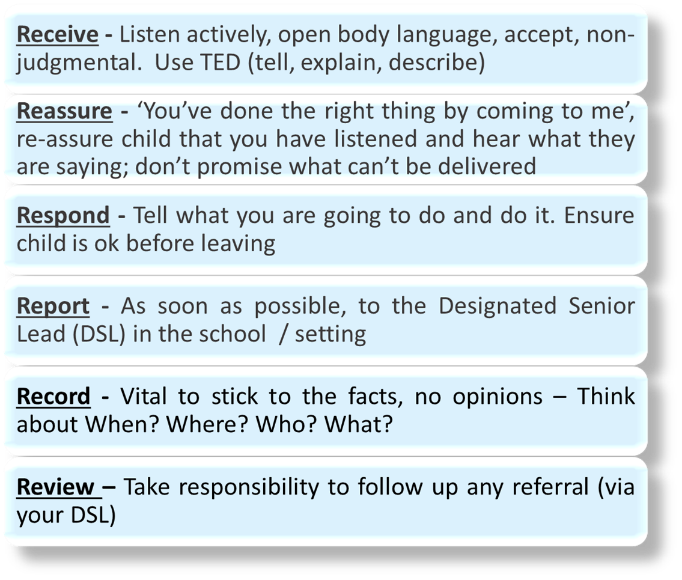 Receive - Listen actively, open body language, accept, non-
judgmental. Use TED (tell, explain, describe)
Reassure - ‘You’ve done the right thing by coming to me’,
re-assure child that you have listened and hear what they
are saying; don’t promise what can’t be delivered
Respond - Tell what you are going to do and do it. Ensure
child is ok before leaving
Report - As soon as possible, to the Designated Senior
Lead (DSL) in the school / setting
Record - Vital to stick to the facts, no opinions – Think
about When? Where? Who? What?
Review – Take responsibility to follow up any referral (via
your DSL)